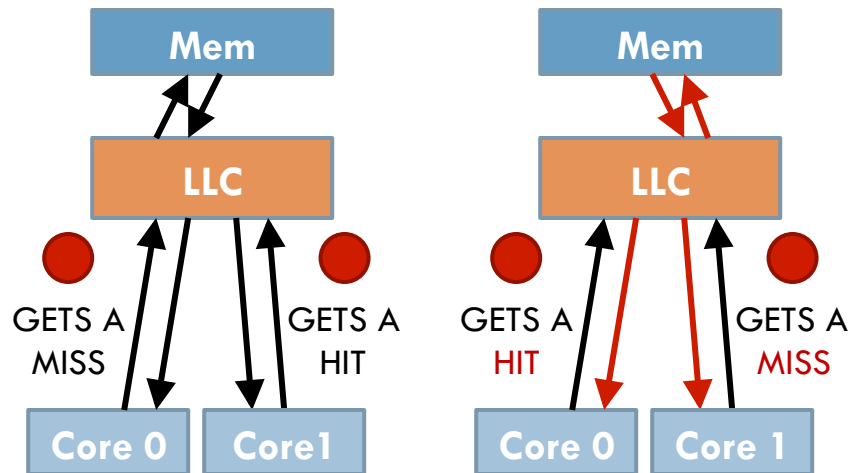 Mem
LLC
GETS A
MISS
GETS A
HIT
Core 0
Core1
Mem
LLC
GETS A
HIT
GETS A
MISS
Core 0
Core 1